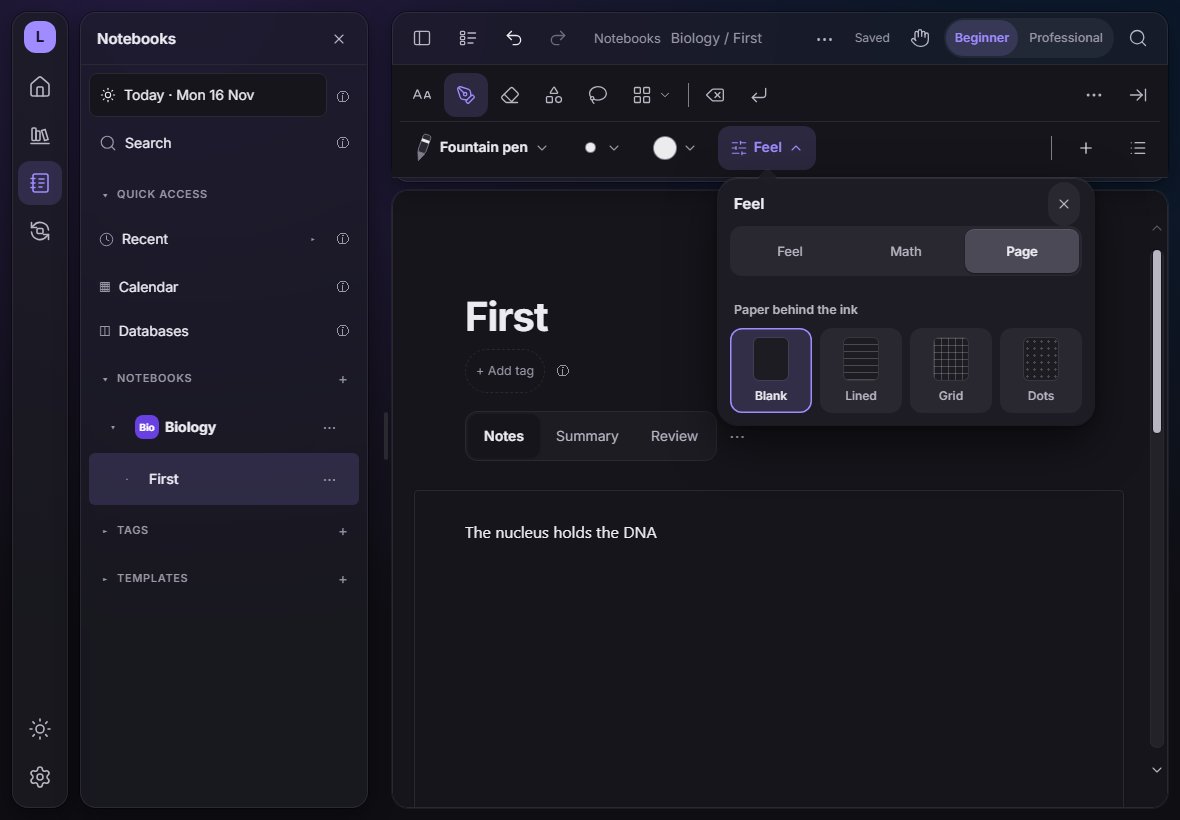 L
Notebooks
Today · Mon 16 Nov
Search
QUICK ACCESS
Recent
Calendar
Databases
NOTEBOOKS
Bio Biology
First
TAGS
TEMPLATES
Notebooks Biology / First
Saved
Beginner Professional
AA
Fountain pen
Feel
Feel
Feel Math Page
Paper behind the ink
Blank Lined Grid Dots
First
+ Add tag
Notes Summary Review
The nucleus holds the DNA